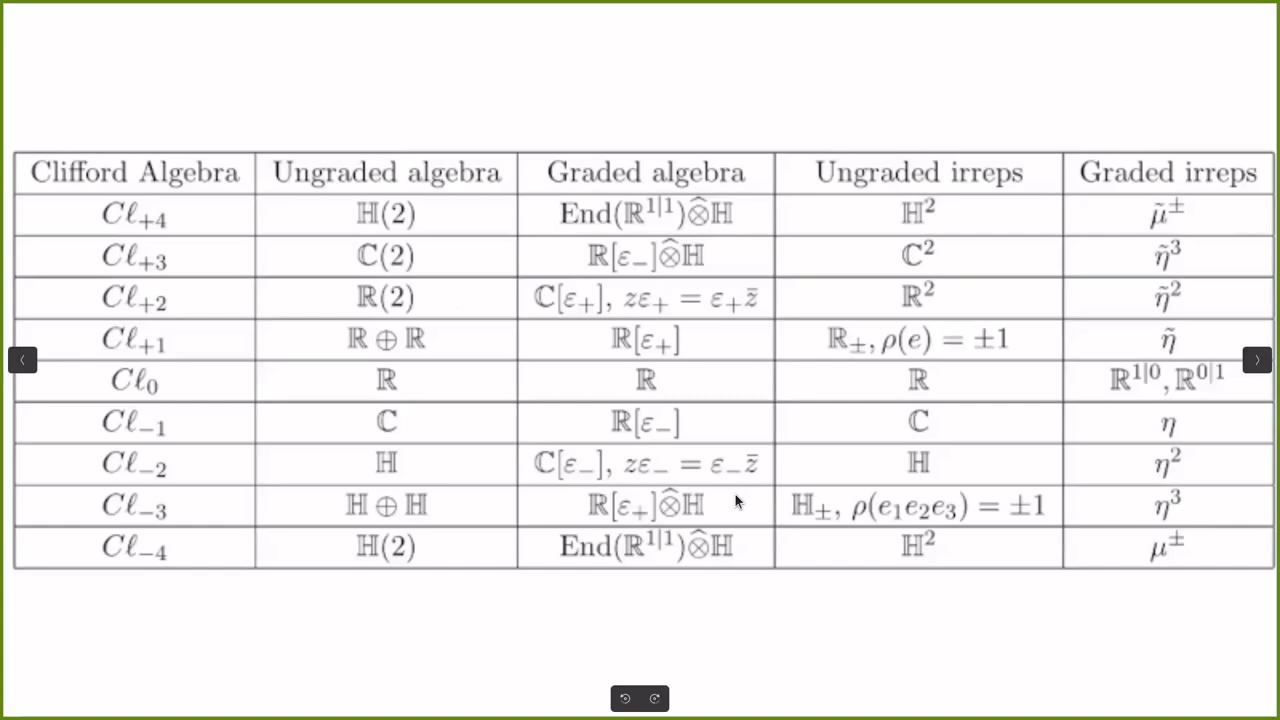 Clifford Algebra Ungraded algebra Graded algebra Ungraded irreps Graded irreps
Cℓ₊₄ ℍ(2) End(ℝ^{1|1})⊗̂ℍ ℍ² μ̃^±
Cℓ₊₃ ℂ(2) ℝ[ε₋]⊗̂ℍ ℂ² η̃³
Cℓ₊₂ ℝ(2) ℂ[ε₊], zε₊ = ε₊z̄ ℝ² η̃²
Cℓ₊₁ ℝ ⊕ ℝ ℝ[ε₊] ℝ_±, ρ(e) = ±1 η̃
Cℓ₀ ℝ ℝ ℝ ℝ^{1|0}, ℝ^{0|1}
Cℓ₋₁ ℂ ℝ[ε₋] ℂ η
Cℓ₋₂ ℍ ℂ[ε₋], zε₋ = ε₋z̄ ℍ η²
Cℓ₋₃ ℍ ⊕ ℍ ℝ[ε₊]⊗̂ℍ ℍ_±, ρ(e₁e₂e₃) = ±1 η³
Cℓ₋₄ ℍ(2) End(ℝ^{1|1})⊗̂ℍ ℍ² μ^±